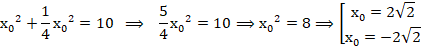 x₀² + 1/4 x₀² = 10 ⟹ 5/4 x₀² = 10 ⟹ x₀² = 8 ⟹ [ x₀ = 2√2
x₀ = −2√2